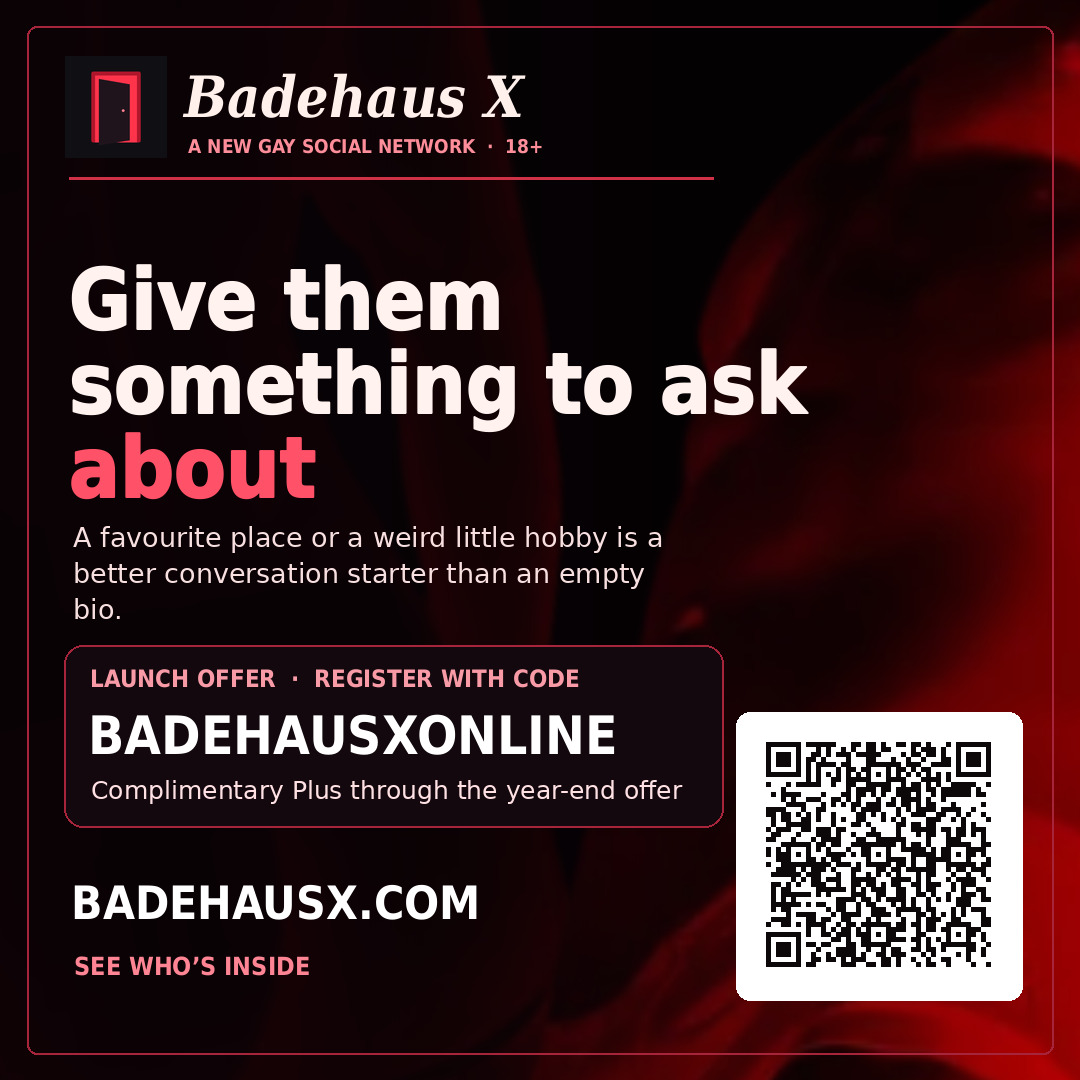 Badehaus X
A NEW GAY SOCIAL NETWORK · 18+
Give them
something to ask
about
A favourite place or a weird little hobby is a
better conversation starter than an empty
bio.
LAUNCH OFFER · REGISTER WITH CODE
BADEHAUSXONLINE
Complimentary Plus through the year-end offer
BADEHAUSX.COM
SEE WHO’S INSIDE